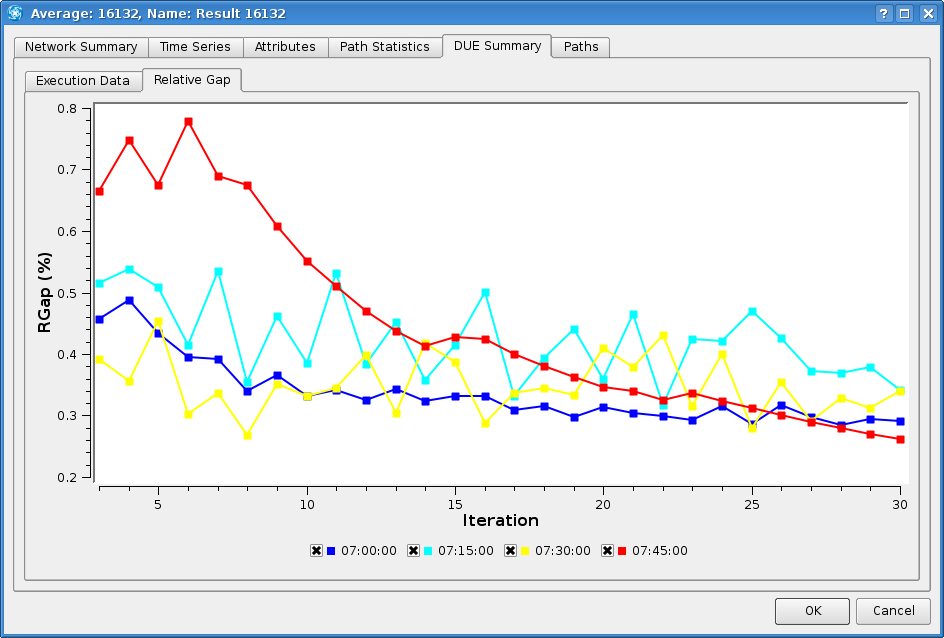 Average: 16132, Name: Result 16132
Network Summary Time Series Attributes Path Statistics DUE Summary Paths
Execution Data Relative Gap
0.8
0.7
0.6
0.5
0.4
0.3
0.2
RGap (%)
5 10 15 20 25 30
Iteration
07:00:00 07:15:00 07:30:00 07:45:00
OK Cancel